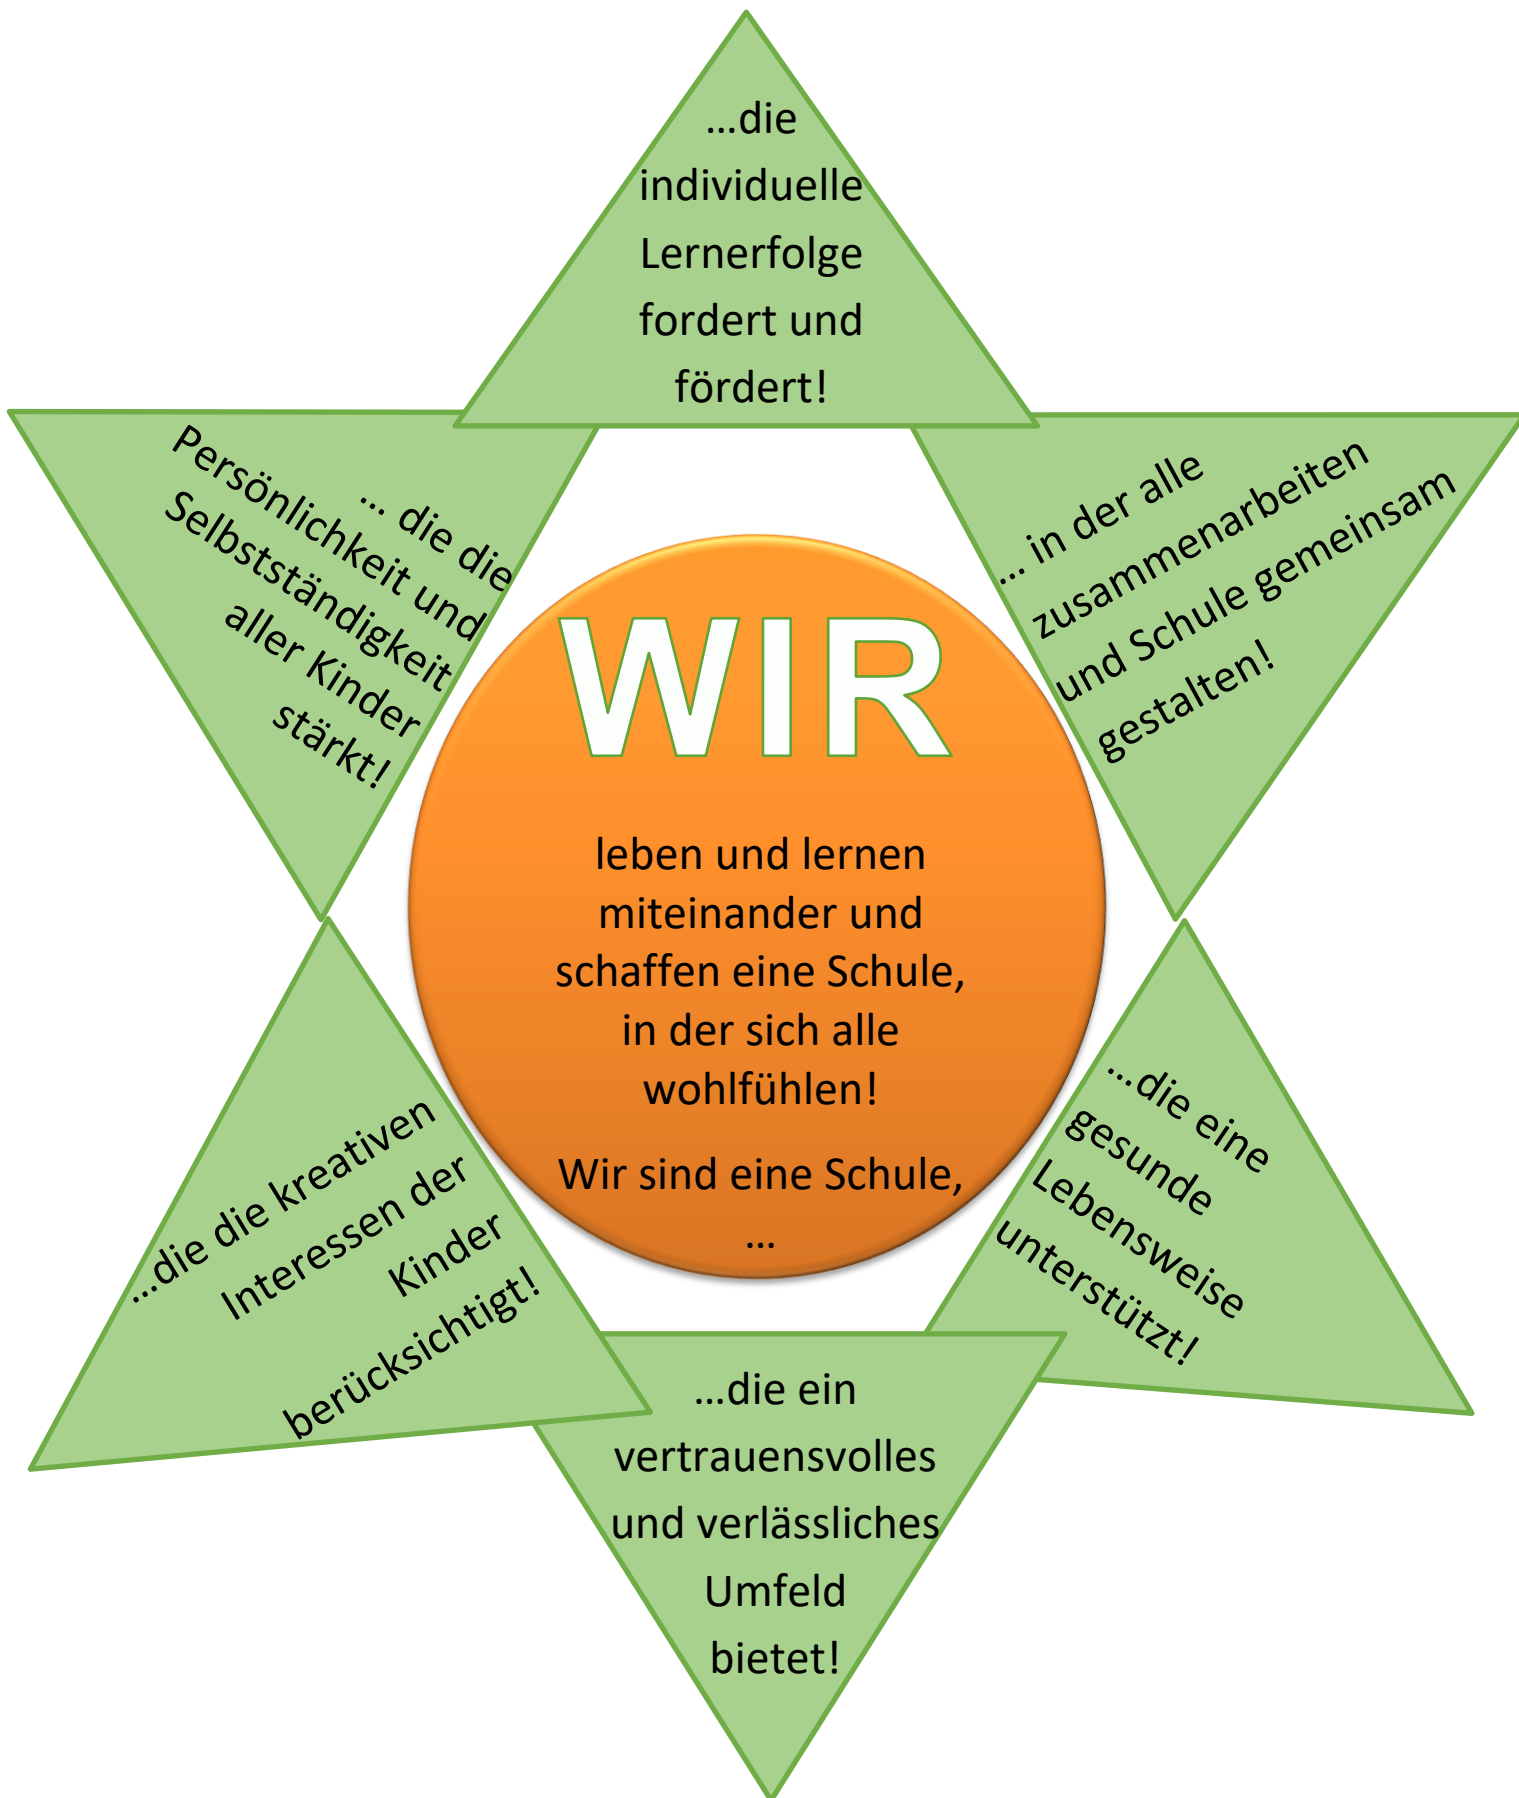 …die
individuelle
Lernerfolge
fordert und
fördert!
… die die
Persönlichkeit und
Selbstständigkeit
aller Kinder
stärkt!
… in der alle
zusammenarbeiten
und Schule gemeinsam
gestalten!
WIR
leben und lernen
miteinander und
schaffen eine Schule,
in der sich alle
wohlfühlen!
Wir sind eine Schule,
…
…die die kreativen
Interessen der
Kinder
berücksichtigt!
…die eine
gesunde
Lebensweise
unterstützt!
…die ein
vertrauensvolles
und verlässliches
Umfeld
bietet!